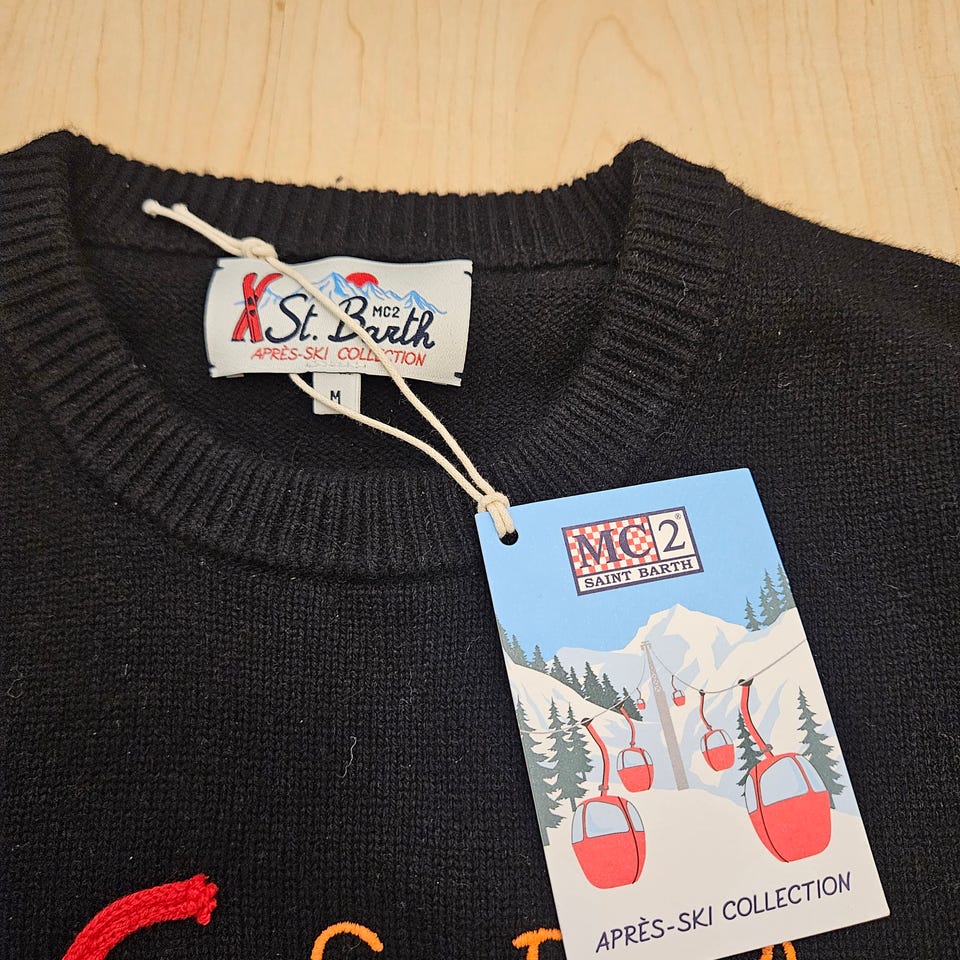 St. Barth
MC2
APRÈS-SKI COLLECTION
M
MC2®
SAINT BARTH
APRÈS-SKI COLLECTION